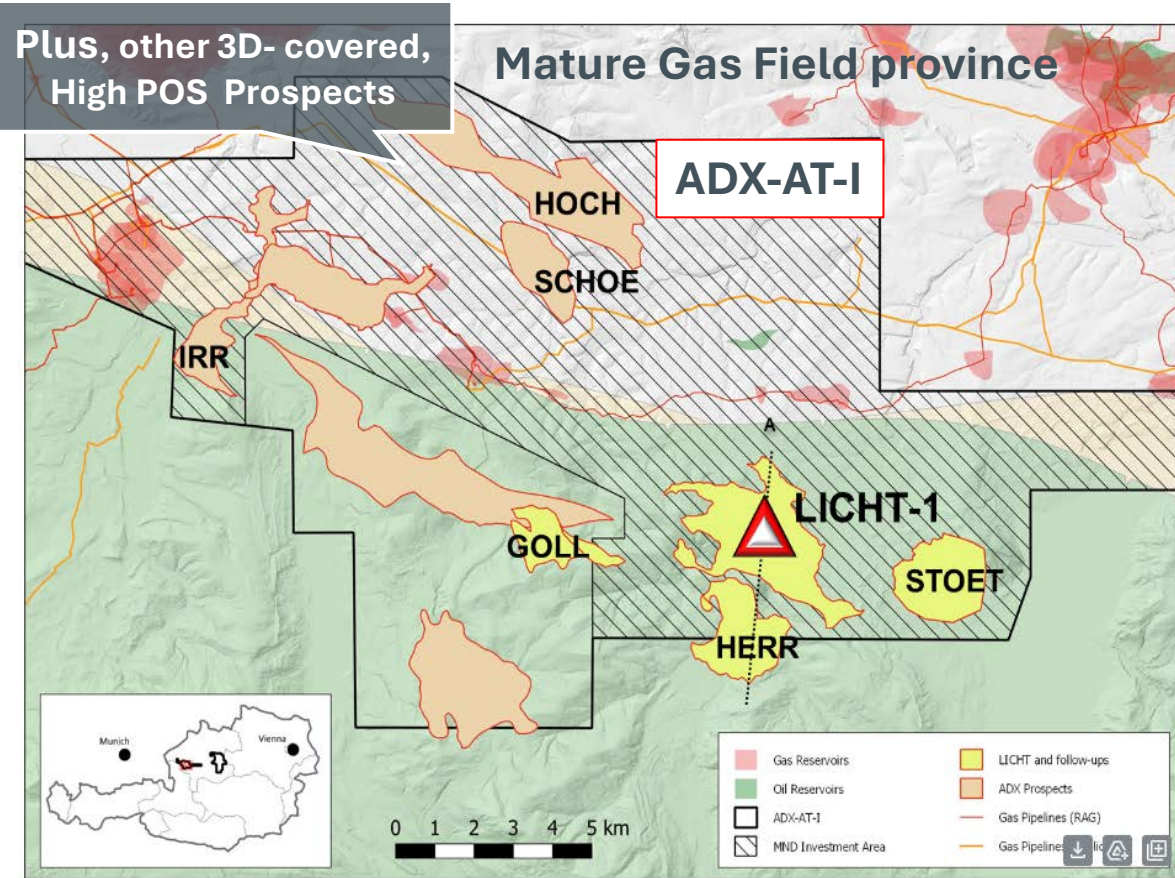 Plus, other 3D- covered,
High POS Prospects
Mature Gas Field province
ADX-AT-I
HOCH
SCHOE
IRR
A
LICHT-1
GOLL
STOET
HERR
Munich
Vienna
0 1 2 3 4 5 km
Gas Reservoirs
Oil Reservoirs
ADX-AT-I
MND Investment Area
LICHT and follow-ups
ADX Prospects
Gas Pipelines (RAG)
Gas Pipelines